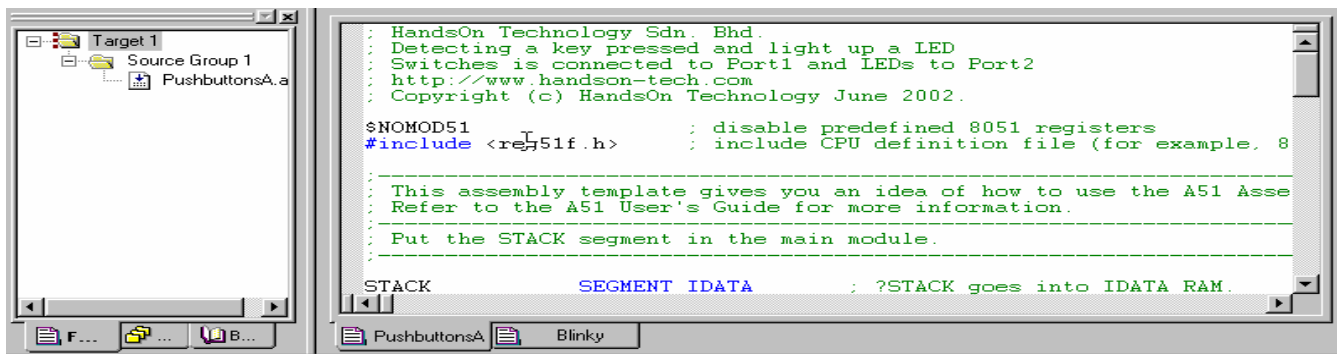 Target 1
Source Group 1
PushbuttonsA.a
F...
...
B...
; HandsOn Technology Sdn. Bhd.
; Detecting a key pressed and light up a LED
; Switches is connected to Port1 and LEDs to Port2
; http://www.handson-tech.com
; Copyright (c) HandsOn Technology June 2002.
$NOMOD51 ; disable predefined 8051 registers
#include <reg51f.h> ; include CPU definition file (for example, 8
;------------------------------------------------------------------
; This assembly template gives you an idea of how to use the A51 Asse
; Refer to the A51 User's Guide for more information.
;------------------------------------------------------------------
; Put the STACK segment in the main module.
;------------------------------------------------------------------
STACK SEGMENT IDATA ; ?STACK goes into IDATA RAM.
PushbuttonsA
Blinky